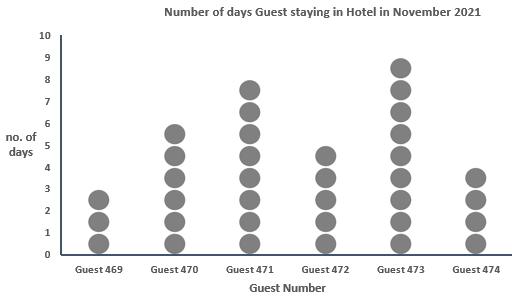 Number of days Guest staying in Hotel in November 2021
10
9
8
7
6
5
4
3
2
1
0
no. of
days
Guest 469 Guest 470 Guest 471 Guest 472 Guest 473 Guest 474
Guest Number